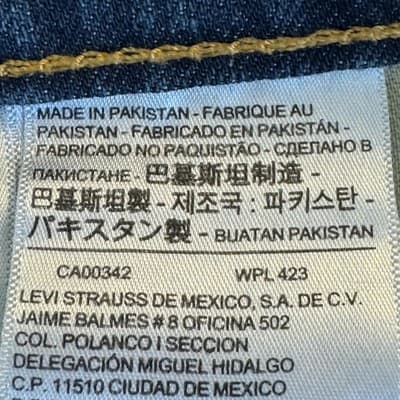 MADE IN PAKISTAN - FABRIQUE AU
PAKISTAN - FABRICADO EN PAKISTÁN -
FABRICADO NO PAQUISTÃO - СДЕЛАНО В
ПАКИСТАНЕ - 巴基斯坦制造 -
巴基斯坦製 - 제조국 : 파키스탄 -
パキスタン製 - BUATAN PAKISTAN
CA00342 WPL 423
LEVI STRAUSS DE MEXICO, S.A. DE C.V.
JAIME BALMES # 8 OFICINA 502
COL. POLANCO I SECCION
DELEGACIÓN MIGUEL HIDALGO
C.P. 11510 CIUDAD DE MEXICO